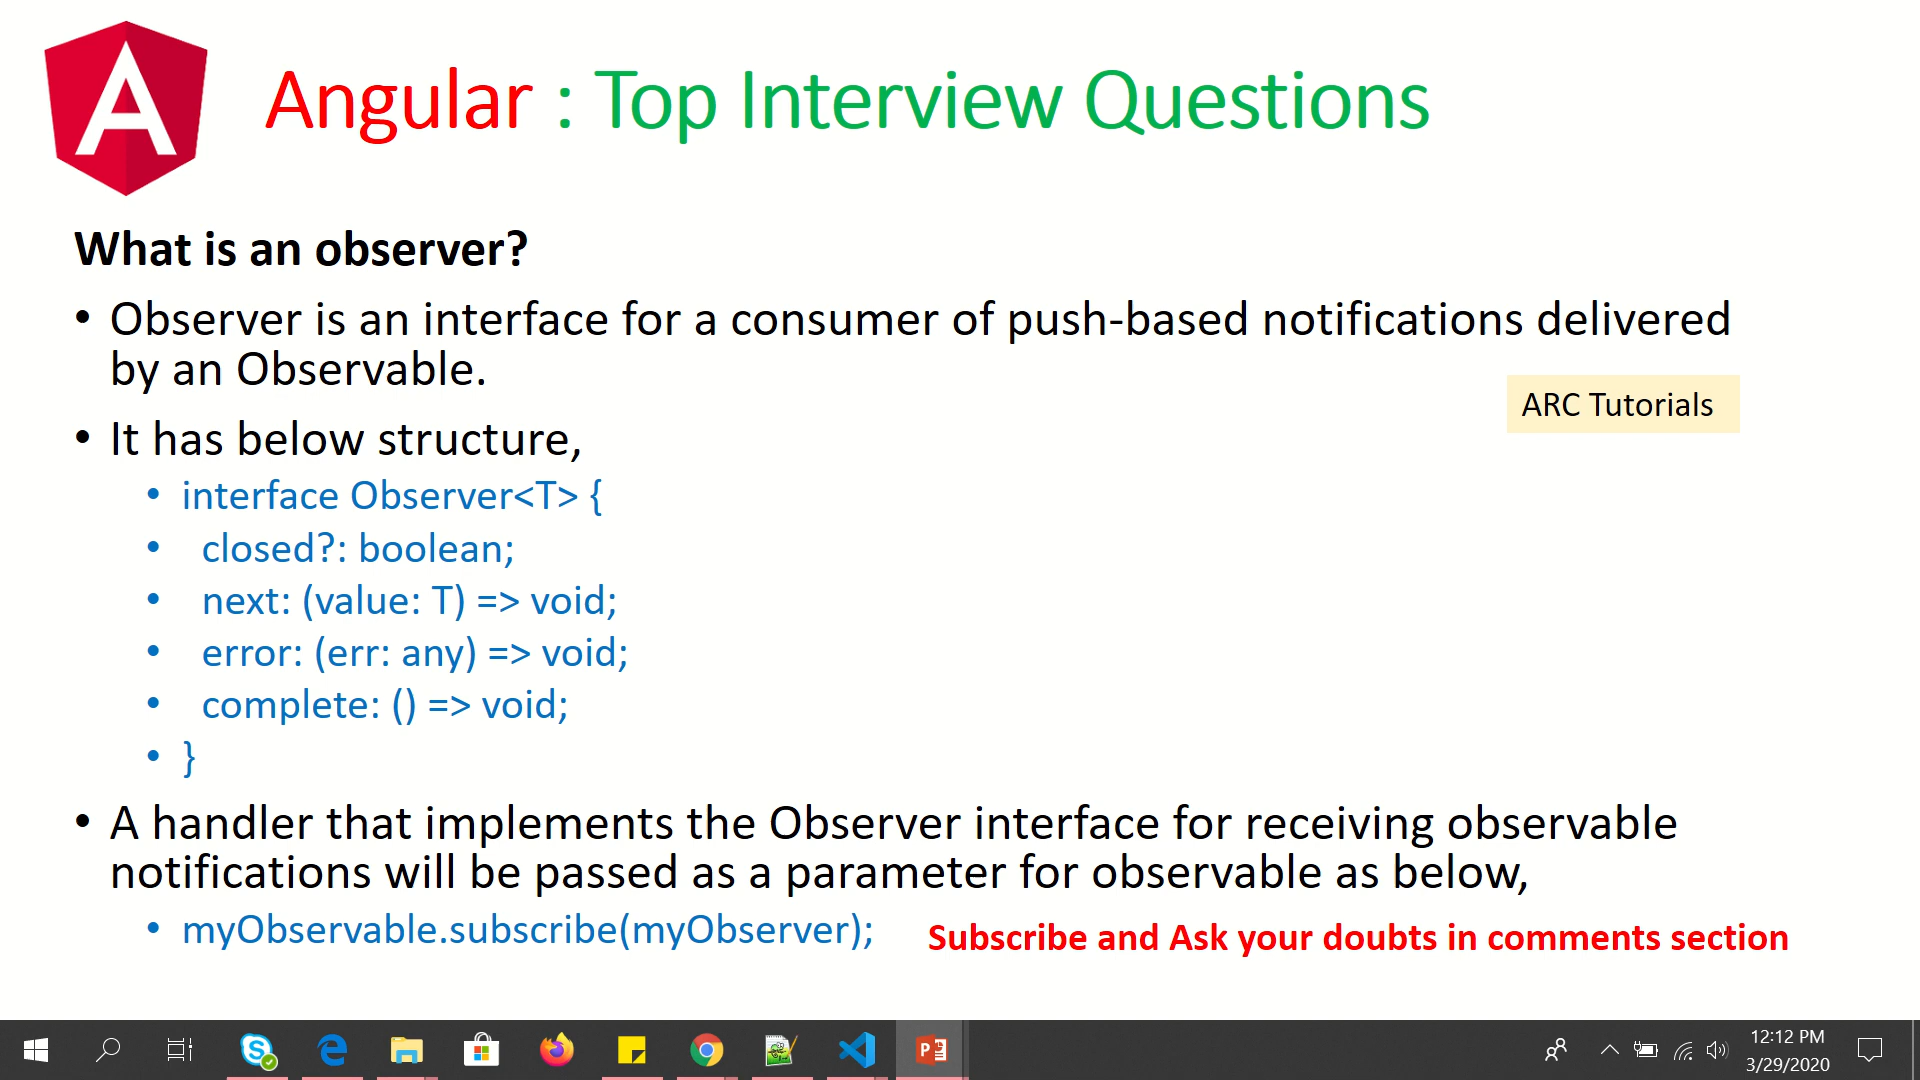 Angular : Top Interview Questions
What is an observer?
• Observer is an interface for a consumer of push-based notifications delivered
by an Observable.
ARC Tutorials
• It has below structure,
• interface Observer<T> {
• closed?: boolean;
• next: (value: T) => void;
• error: (err: any) => void;
• complete: () => void;
• }
• A handler that implements the Observer interface for receiving observable
notifications will be passed as a parameter for observable as below,
• myObservable.subscribe(myObserver);
Subscribe and Ask your doubts in comments section
12:12 PM
3/29/2020